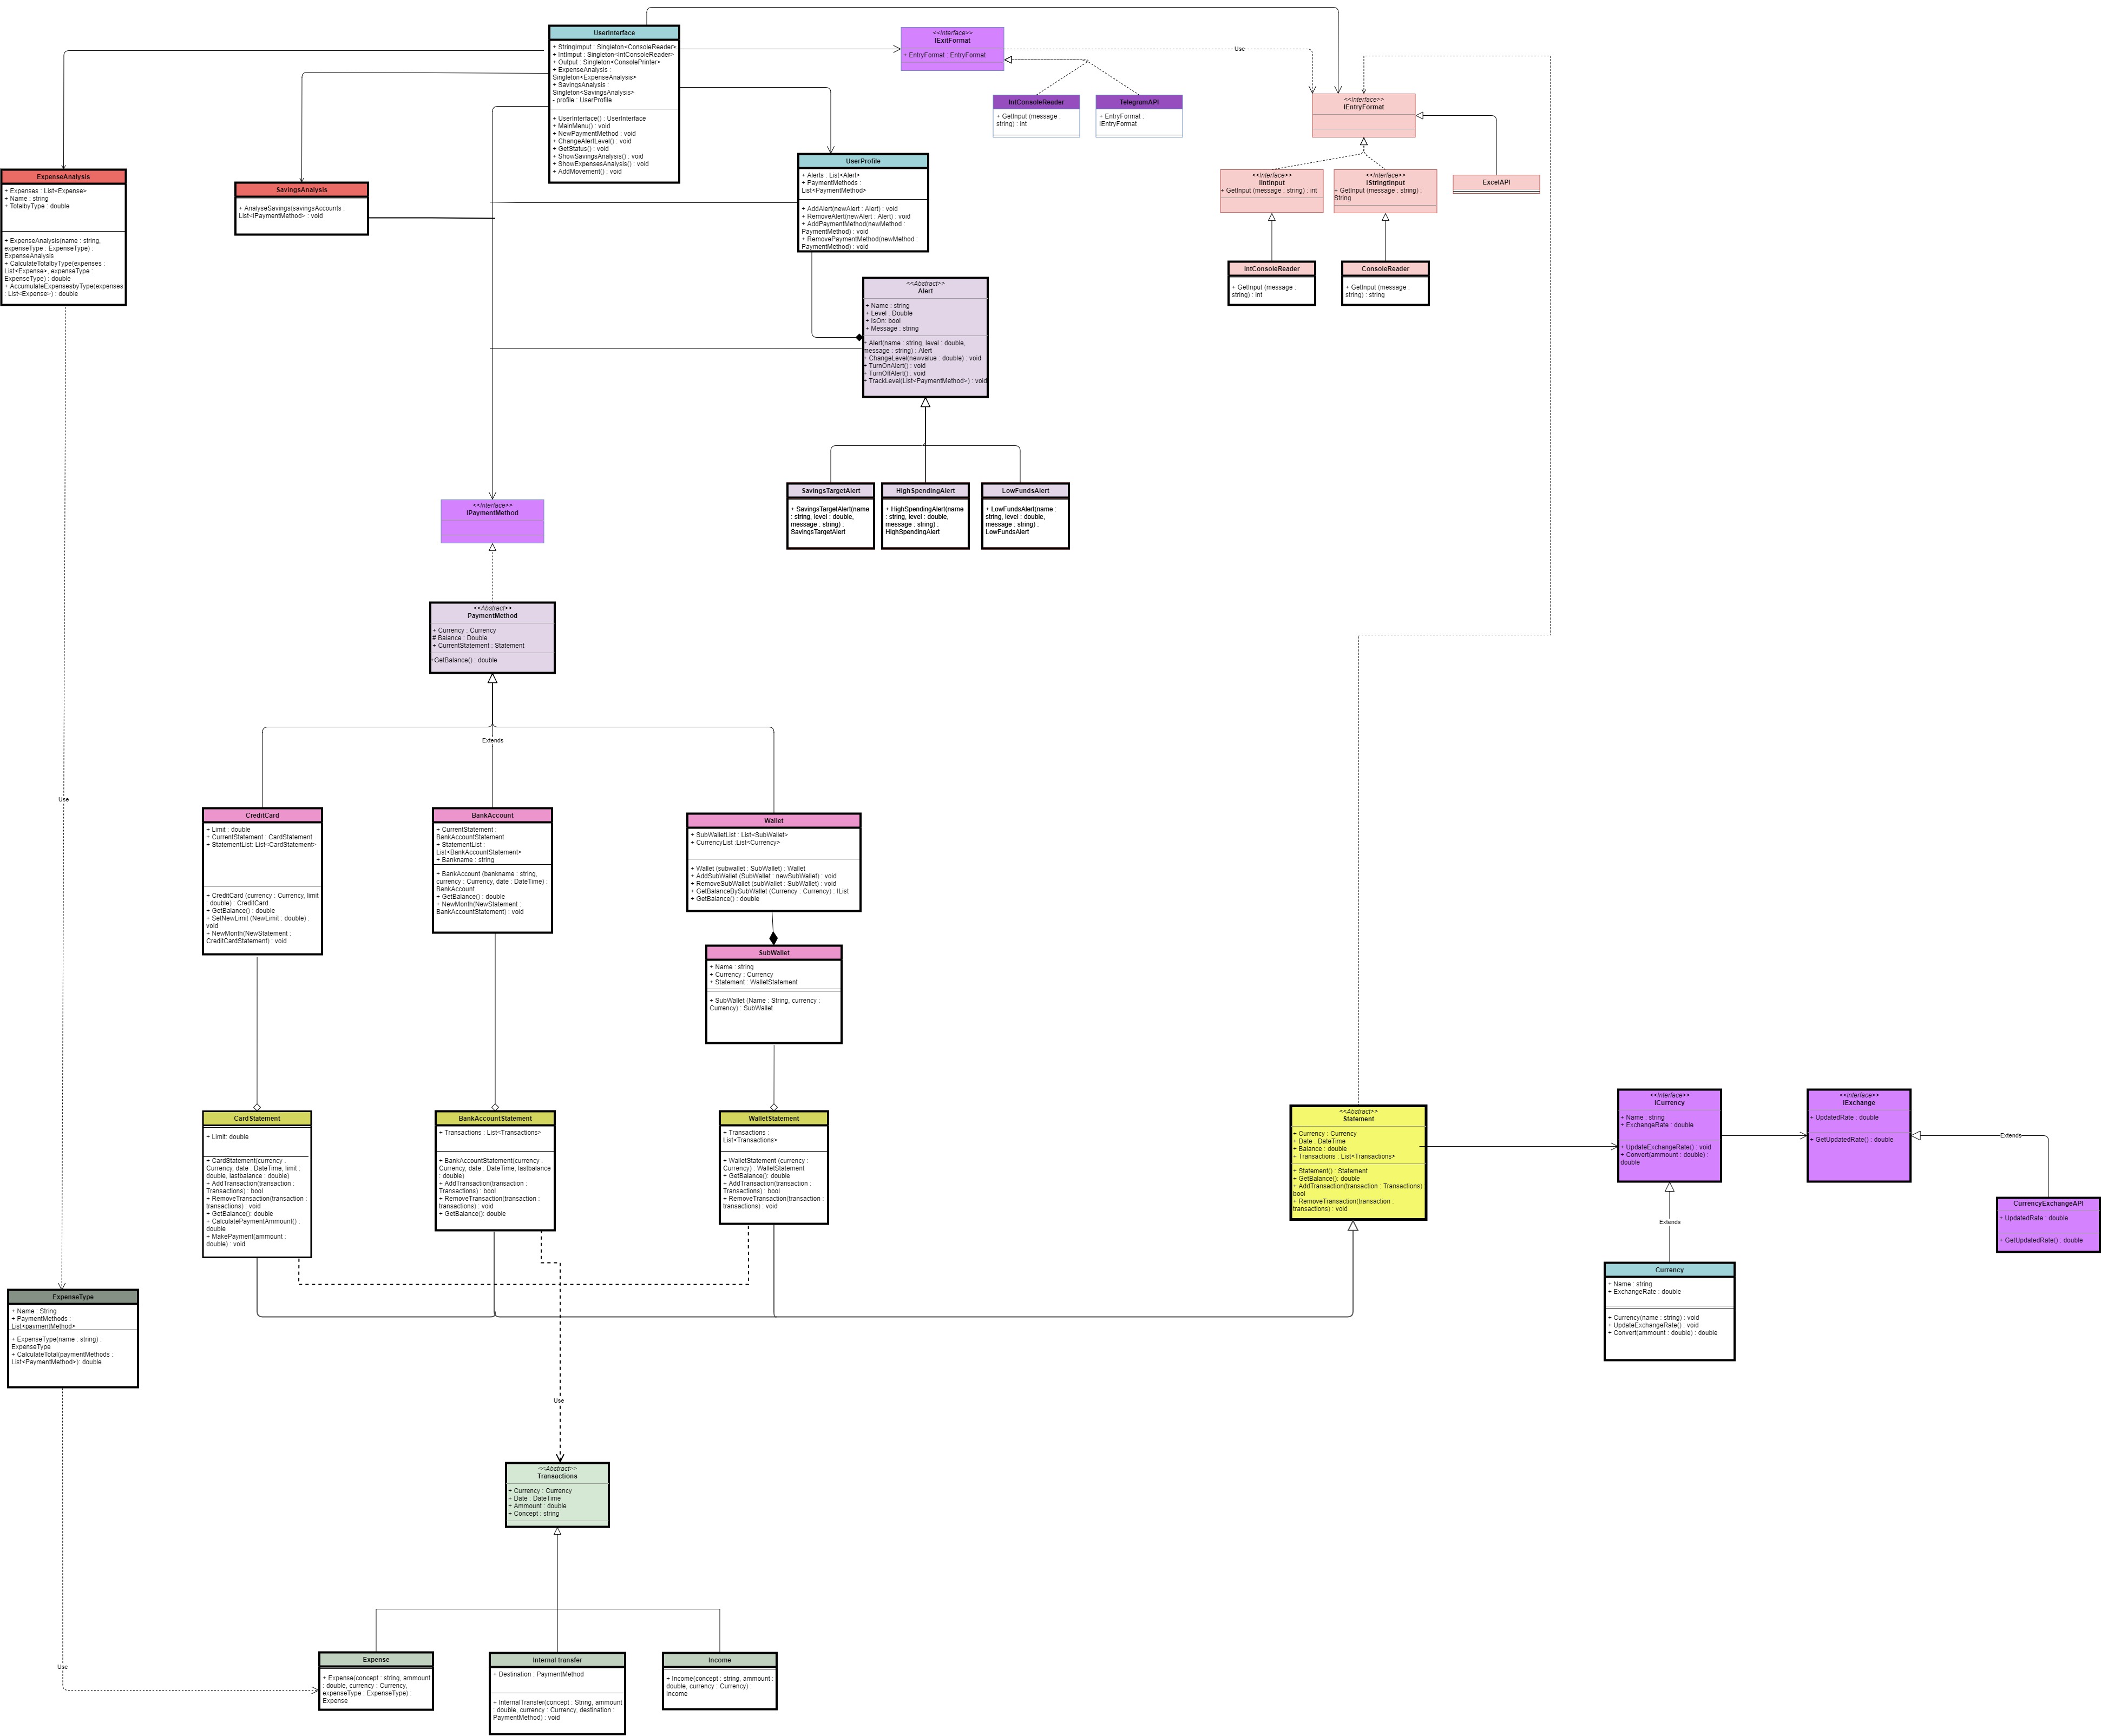 UserInterface
+ StringImput : Singleton<ConsoleReader>
+ IntImput : Singleton<IntConsoleReader>
+ Output : Singleton<ConsolePrinter>
+ ExpenseAnalysis :
Singleton<ExpenseAnalysis>
+ SavingsAnalysis :
Singleton<SavingsAnalysis>
- profile : UserProfile
+ UserInterface() : UserInterface
+ MainMenu() : void
+ NewPaymentMethod : void
+ ChangeAlertLevel() : void
+ GetStatus() : void
+ ShowSavingsAnalysis() : void
+ ShowExpensesAnalysis() : void
+ AddMovement() : void
<<Interface>>
IExitFormat
+ EntryFormat : EntryFormat
Use
IntConsoleReader
+ GetInput (message :
string) : int
TelegramAPI
+ EntryFormat :
IEntryFormat
<<Interface>>
IEntryFormat
<<Interface>>
IIntInput
+ GetInput (message : string) : int
<<Interface>>
IStringtInput
+ GetInput (message : string) :
String
ExcelAPI
IntConsoleReader
+ GetInput (message :
string) : int
ConsoleReader
+ GetInput (message :
string) : string
ExpenseAnalysis
+ Expenses : List<Expense>
+ Name : string
+ TotalbyType : double
+ ExpenseAnalysis(name : string,
expenseType : ExpenseType) :
ExpenseAnalysis
+ CalculateTotalbyType(expenses :
List<Expense>, expenseType :
ExpenseType) : double
+ AccumulateExpensesbyType(expenses
: List<Expense>) : double
SavingsAnalysis
+ AnalyseSavings(savingsAccounts :
List<IPaymentMethod> : void
UserProfile
+ Alerts : List<Alert>
+ PaymentMethods :
List<PaymentMethod>
+ AddAlert(newAlert : Alert) : void
+ RemoveAlert(newAlert : Alert) : void
+ AddPaymentMethod(newMethod :
PaymentMethod) : void
+ RemovePaymentMethod(newMethod :
PaymentMethod) : void
<<Abstract>>
Alert
+ Name : string
+ Level : Double
+ IsOn: bool
+ Message : string
+ Alert(name : string, level : double,
message : string) : Alert
+ ChangeLevel(newvalue : double) : void
+ TurnOnAlert() : void
+ TurnOffAlert() : void
+ TrackLevel(List<PaymentMethod>) : void
SavingsTargetAlert
+ SavingsTargetAlert(name
: string, level : double,
message : string) :
SavingsTargetAlert
HighSpendingAlert
+ HighSpendingAlert(name
: string, level : double,
message : string) :
HighSpendingAlert
LowFundsAlert
+ LowFundsAlert(name :
string, level : double,
message : string) :
LowFundsAlert
<<Interface>>
IPaymentMethod
<<Abstract>>
PaymentMethod
+ Currency : Currency
# Balance : Double
+ CurrentStatement : Statement
+GetBalance() : double
Extends
Use
CreditCard
+ Limit : double
+ CurrentStatement : CardStatement
+ StatementList: List<CardStatement>
+ CreditCard (currency : Currency, limit
: double) : CreditCard
+ GetBalance() : double
+ SetNewLimit (NewLimit : double) :
void
+ NewMonth(NewStatement :
CreditCardStatement) : void
BankAccount
+ CurrentStatement :
BankAccountStatement
+ StatementList :
List<BankAccountStatement>
+ Bankname : string
+ BankAccount (bankname : string,
currency : Currency, date : DateTime) :
BankAccount
+ GetBalance() : double
+ NewMonth(NewStatement :
BankAccountStatement) : void
Wallet
+ SubWalletList : List<SubWallet>
+ CurrencyList :List<Currency>
+ Wallet (subwallet : SubWallet) : Wallet
+ AddSubWallet (SubWallet : newSubWallet) : void
+ RemoveSubWallet (subWallet : SubWallet) : void
+ GetBalanceBySubWallet (Currency : Currency) : IList
+ GetBalance() : double
SubWallet
+ Name : string
+ Currency : Currency
+ Statement : WalletStatement
+ SubWallet (Name : String, currency :
Currency) : SubWallet
CardStatement
+ Limit: double
+ CardStatement(currency :
Currency, date : DateTime, limit :
double, lastbalance : double)
+ AddTransaction(transaction :
Transactions) : bool
+ RemoveTransaction(transaction :
transactions) : void
+ GetBalance(): double
+ CalculatePaymentAmmount() :
double
+ MakePayment(ammount :
double) : void
BankAccountStatement
+ Transactions : List<Transactions>
+ BankAccountStatement(currency :
Currency, date : DateTime, lastbalance
: double)
+ AddTransaction(transaction :
Transactions) : bool
+ RemoveTransaction(transaction :
transactions) : void
+ GetBalance(): double
WalletStatement
+ Transactions :
List<Transactions>
+ WalletStatement (currency :
Currency) : WalletStatement
+ GetBalance(): double
+ AddTransaction(transaction :
Transactions) : bool
+ RemoveTransaction(transaction :
transactions) : void
<<Abstract>>
Statement
+ Currency : Currency
+ Date : DateTime
+ Balance : double
+ Transactions : List<Transactions>
+ Statement() : Statement
+ GetBalance(): double
+ AddTransaction(transaction : Transactions)
bool
+ RemoveTransaction(transaction :
transactions) : void
<<Interface>>
ICurrency
+ Name : string
+ ExchangeRate : double
+ UpdateExchangeRate() : void
+ Convert(ammount : double) :
double
<<Interface>>
IExchange
+ UpdatedRate : double
+ GetUpdatedRate() : double
Extends
CurrencyExchangeAPI
+ UpdatedRate : double
+ GetUpdatedRate() : double
Extends
Currency
+ Name : string
+ ExchangeRate : double
+ Currency(name : string) : void
+ UpdateExchangeRate() : void
+ Convert(ammount : double) : double
ExpenseType
+ Name : String
+ PaymentMethods :
List<paymentMethod>
+ ExpenseType(name : string) :
ExpenseType
+ CalculateTotal(paymentMethods :
List<PaymentMethod>): double
Use
<<Abstract>>
Transactions
+ Currency : Currency
+ Date : DateTime
+ Ammount : double
+ Concept : string
Use
Expense
+ Expense(concept : string, ammount
: double, currency : Currency,
expenseType : ExpenseType) :
Expense
Internal transfer
+ Destination : PaymentMethod
+ InternalTransfer(concept : String, ammount
: double, currency : Currency, destination :
PaymentMethod) : void
Income
+ Income(concept : string, ammount :
double, currency : Currency) :
Income